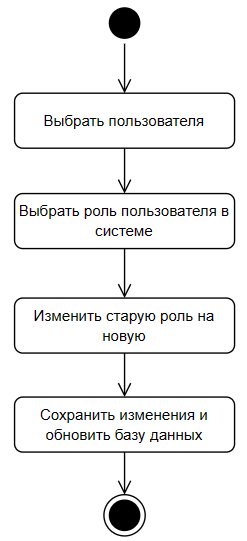 Выбрать пользователя
Выбрать роль пользователя в
системе
Изменить старую роль на
новую
Сохранить изменения и
обновить базу данных